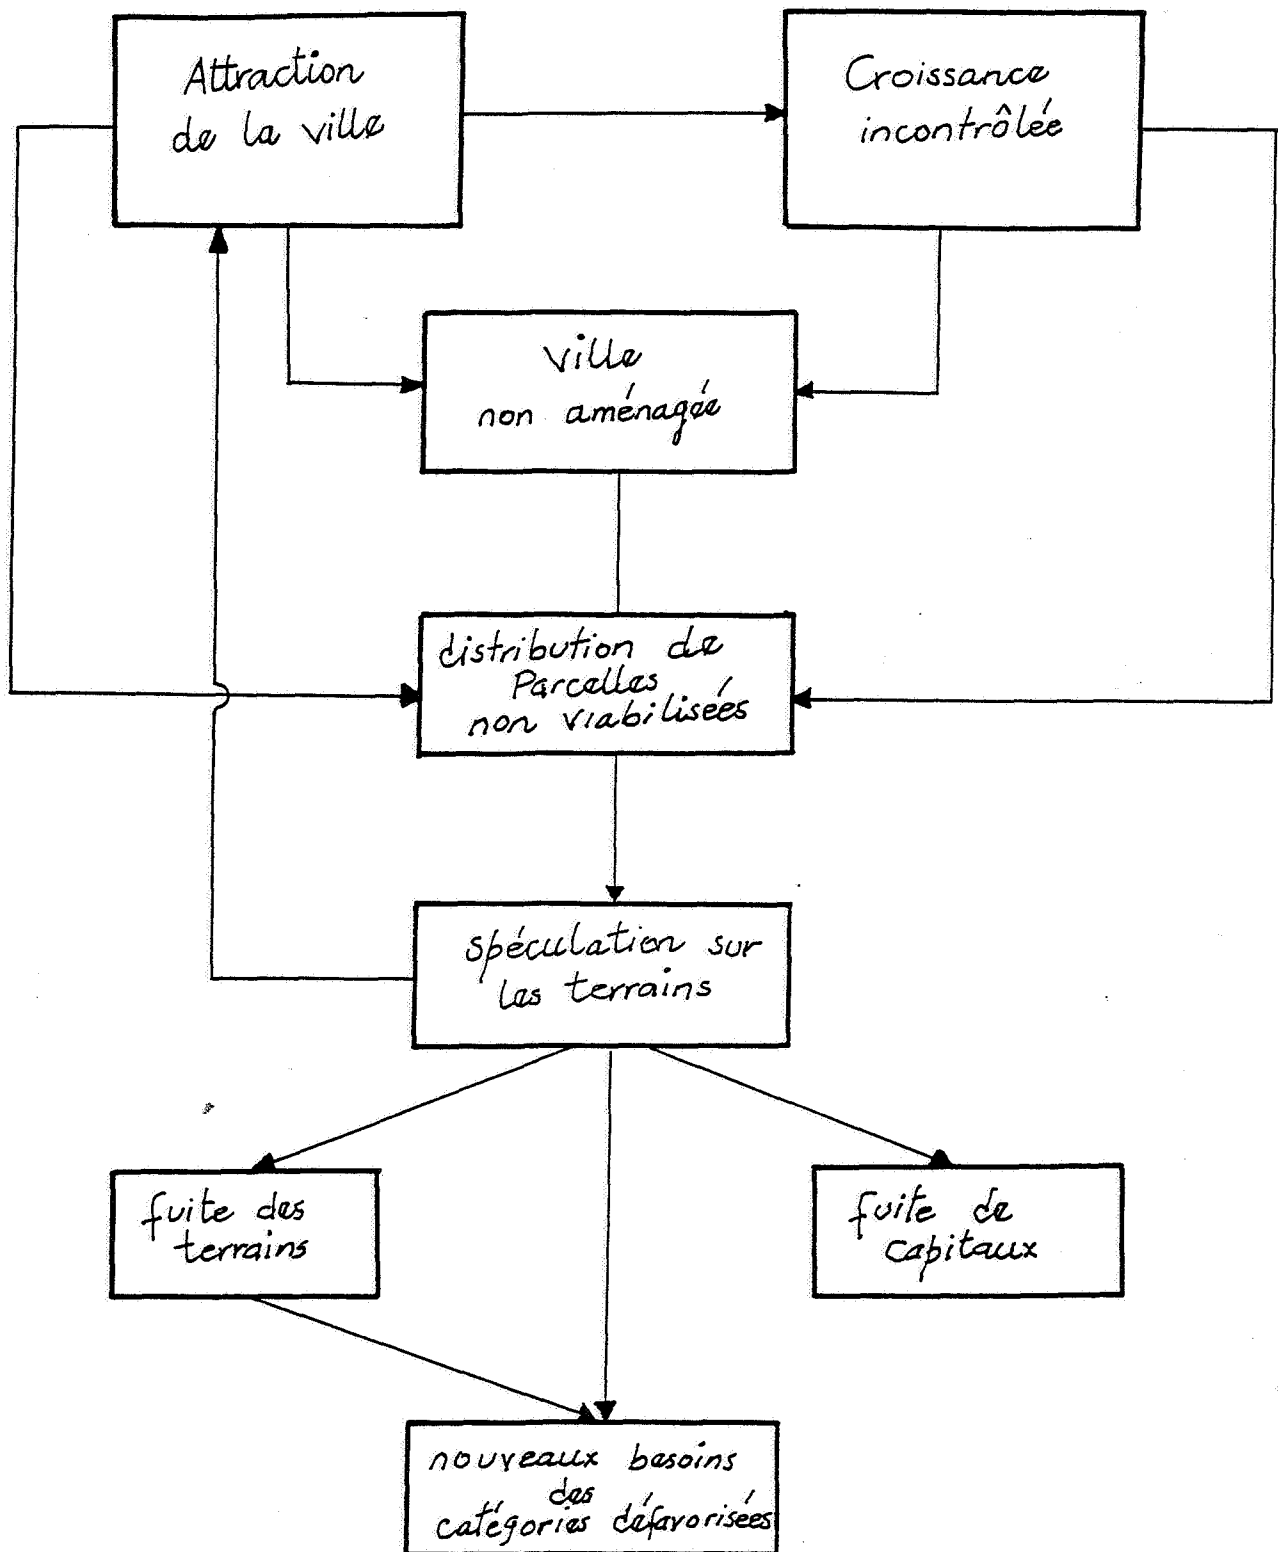 Attraction
de la ville
Croissance
incontrôlée
ville
non aménagée
distribution de
Parcelles
non viabilisées
spéculation sur
les terrains
fuite des
terrains
fuite de
capitaux
nouveaux besoins
des
catégories défavorisées